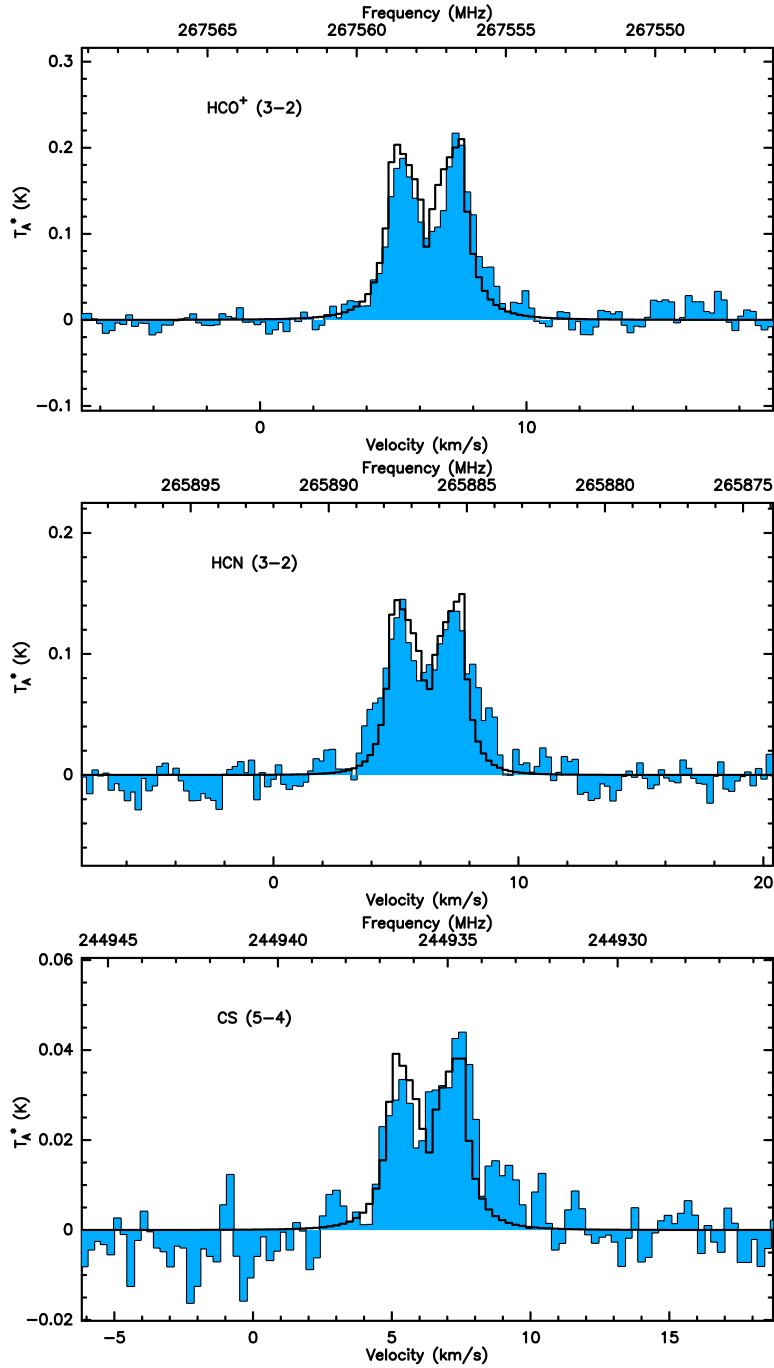 Frequency (MHz)
267565 267560 267555 267550
0.3
HCO+ (3−2)
0.2
T_A* (K)
0.1
0
−0.1
0 10
Velocity (km/s)
Frequency (MHz)
265895 265890 265885 265880 265875
0.2
HCN (3−2)
T_A* (K)
0.1
0
0 10 20
Velocity (km/s)
Frequency (MHz)
244945 244940 244935 244930
0.06
CS (5−4)
0.04
T_A* (K)
0.02
0
−0.02
−5 0 5 10 15
Velocity (km/s)